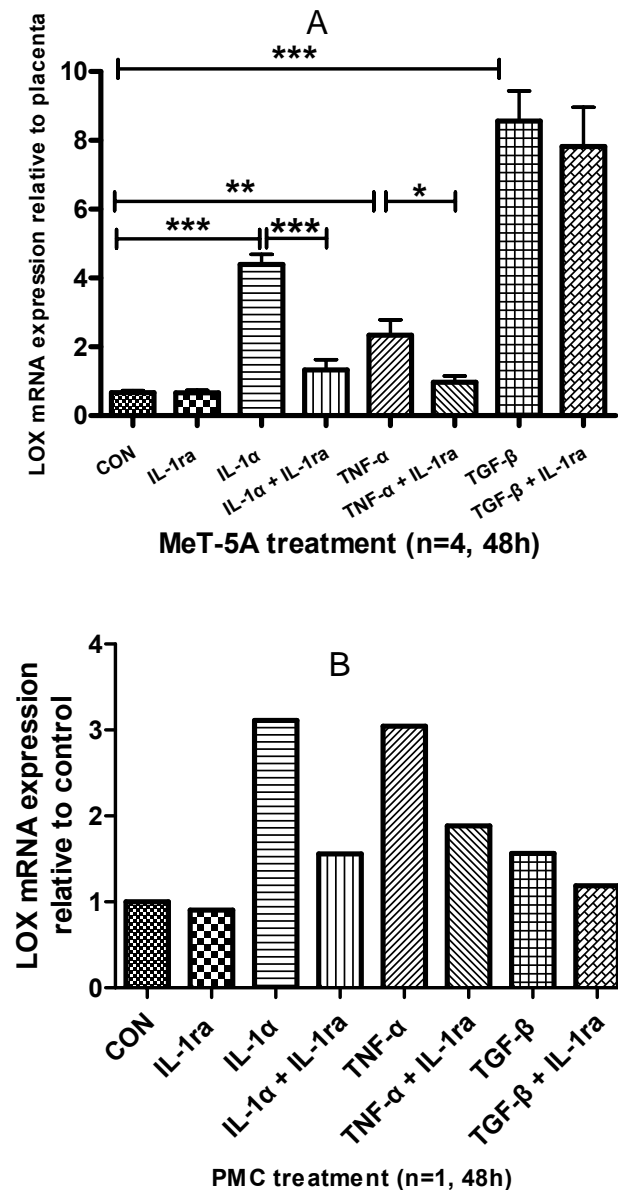 A
LOX mRNA expression relative to placenta
10
8
6
4
2
0
***
**
*
***
***
CON
IL-1ra
IL-1α
IL-1α + IL-1ra
TNF-α
TNF-α + IL-1ra
TGF-β
TGF-β + IL-1ra
MeT-5A treatment (n=4, 48h)
B
LOX mRNA expression
relative to control
4
3
2
1
0
CON
IL-1ra
IL-1α
IL-1α + IL-1ra
TNF-α
TNF-α + IL-1ra
TGF-β
TGF-β + IL-1ra
PMC treatment (n=1, 48h)